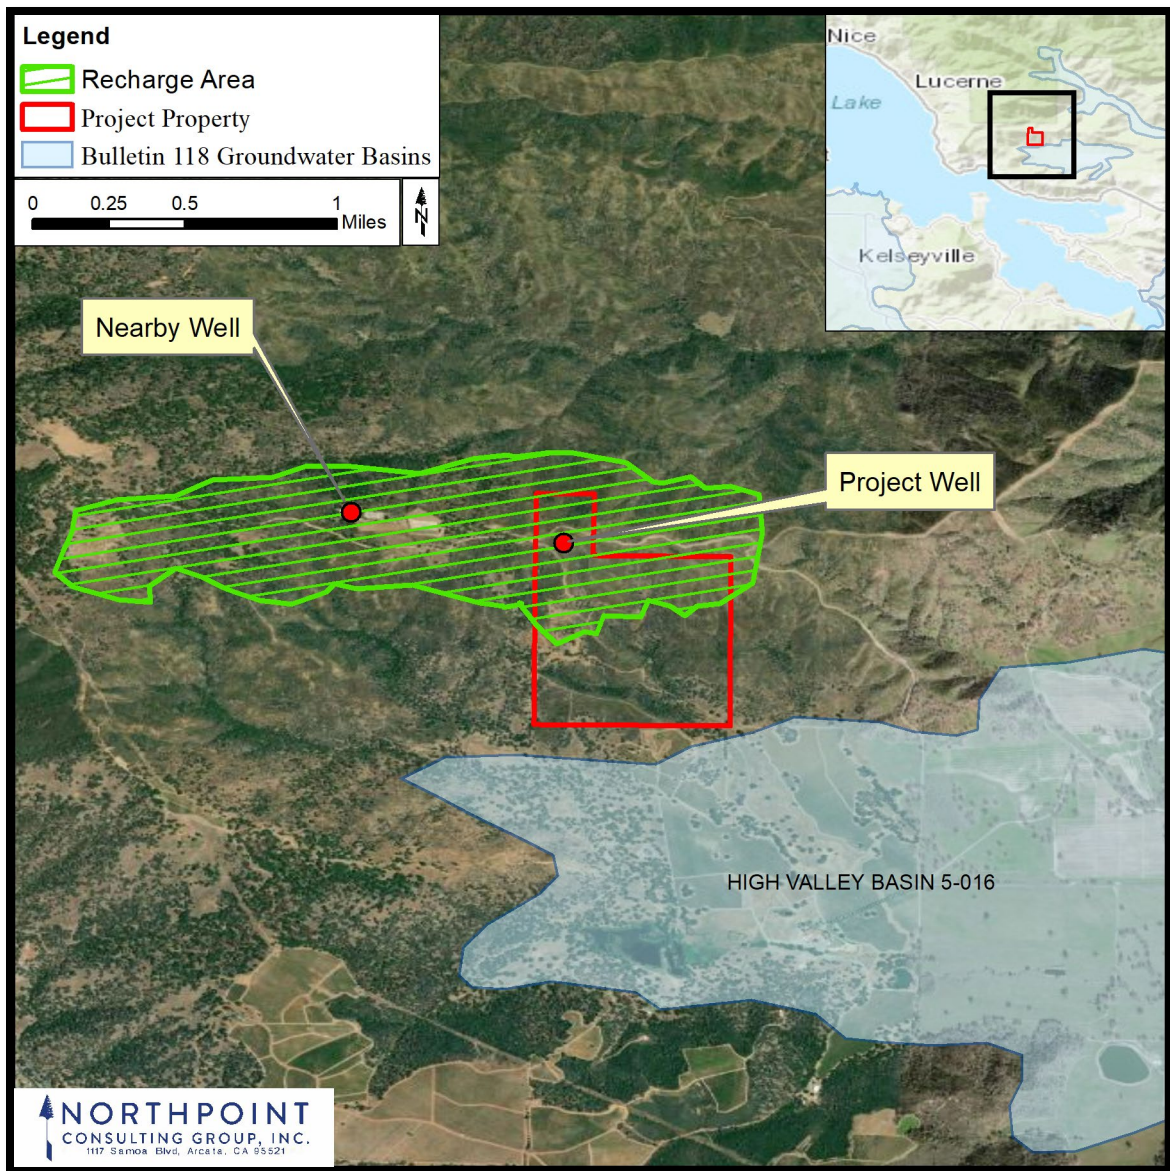 Legend
Recharge Area
Project Property
Bulletin 118 Groundwater Basins
0 0.25 0.5 1
Miles
N
Nice
Lucerne
Lake
Kelseyville
Nearby Well
Project Well
HIGH VALLEY BASIN 5-016
NORTHPOINT
CONSULTING GROUP, INC.
1117 Samoa Blvd, Arcata, CA 95521